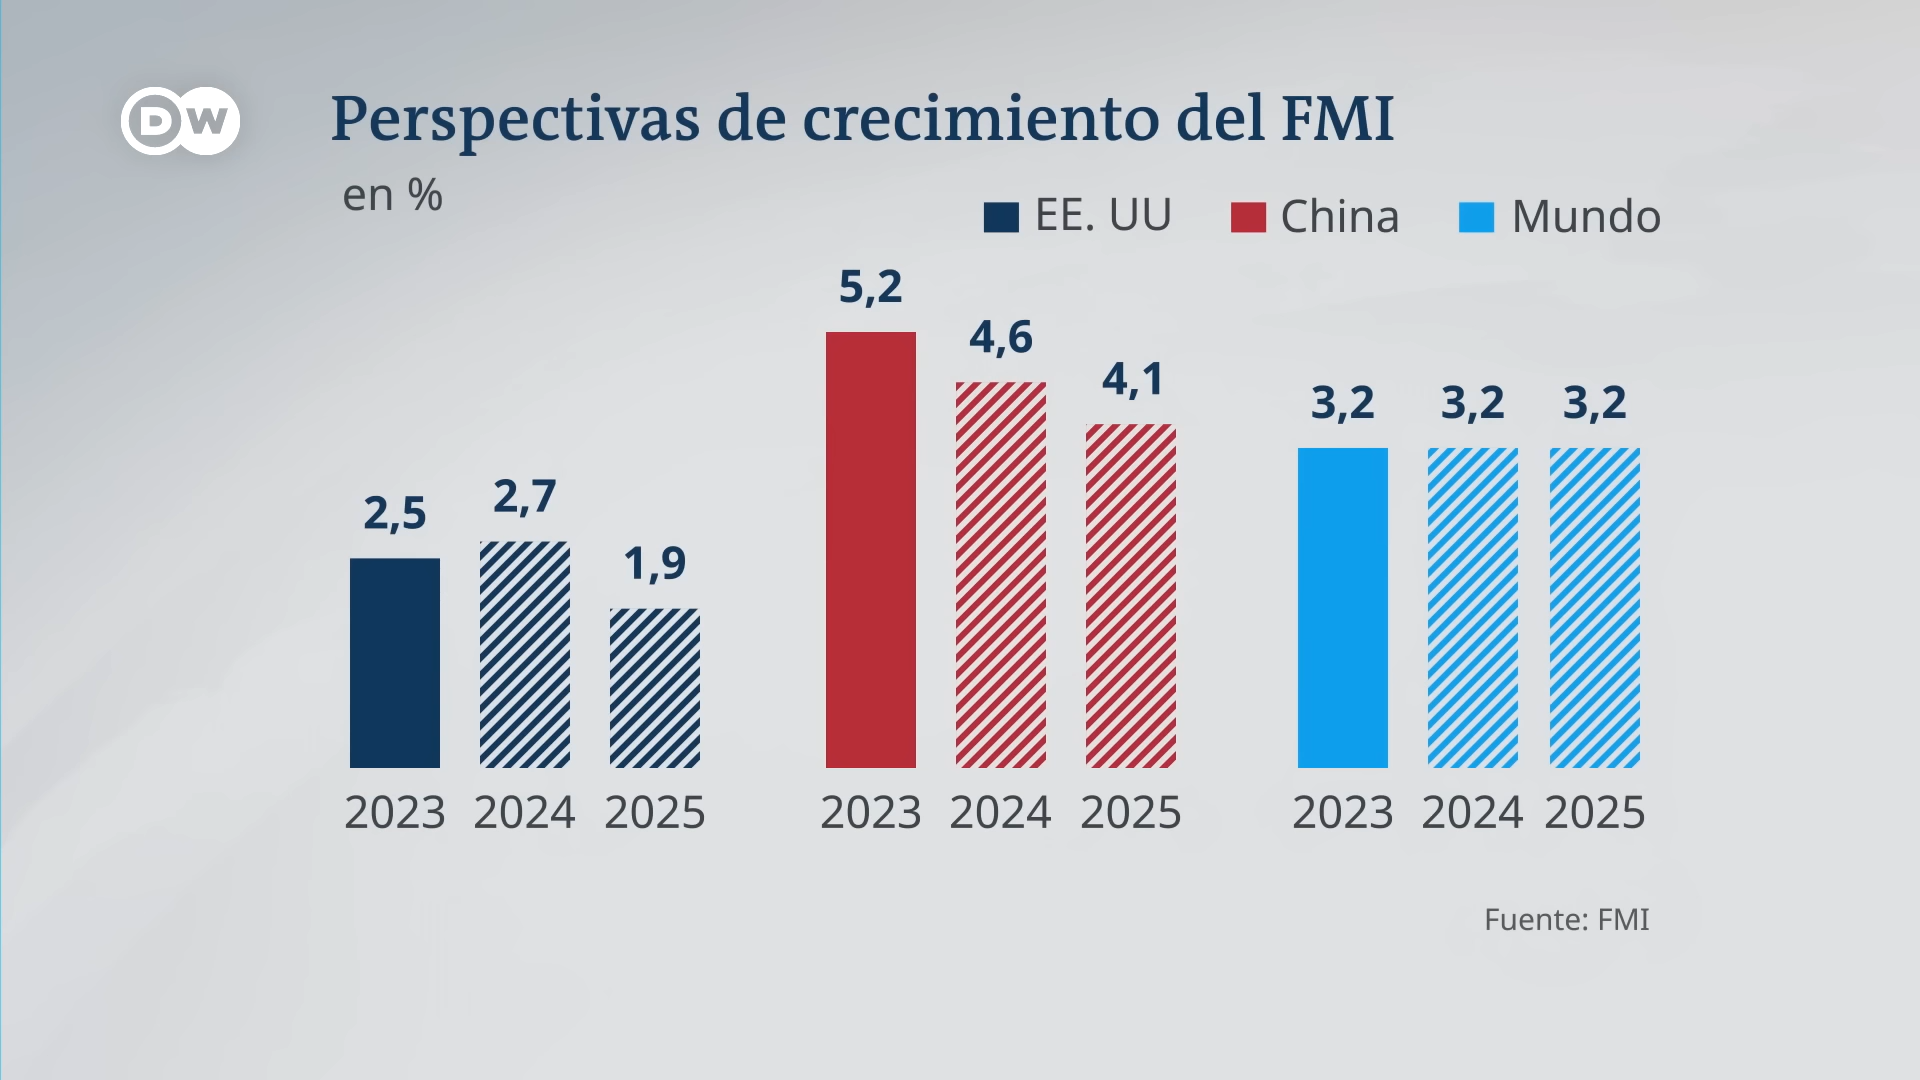 DW
Perspectivas de crecimiento del FMI
en %
EE. UU China Mundo
2,5 2,7 1,9 5,2 4,6 4,1 3,2 3,2 3,2
2023 2024 2025 2023 2024 2025 2023 2024 2025
Fuente: FMI